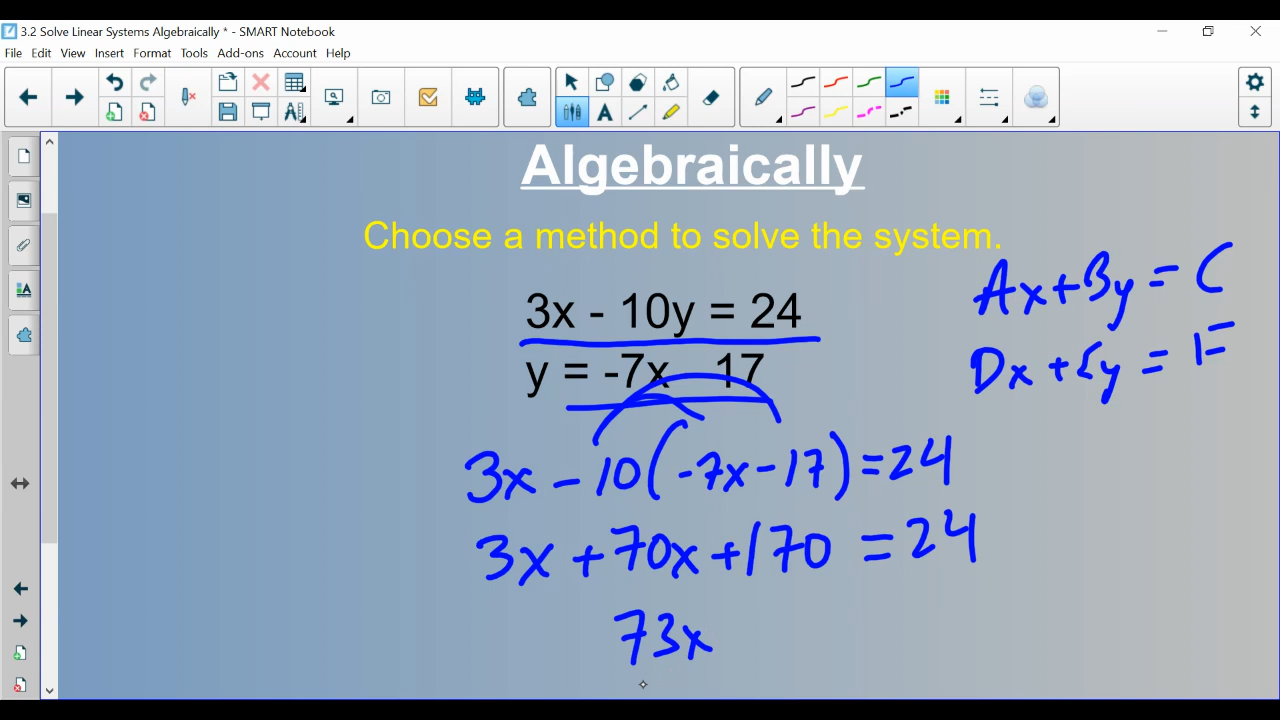 3.2 Solve Linear Systems Algebraically * - SMART Notebook
File Edit View Insert Format Tools Add-ons Account Help
Algebraically
Choose a method to solve the system.
3x - 10y = 24
y = -7x 17
Ax+By = C
Dx+Ey = F
3x - 10(-7x-17) = 24
3x + 70x + 170 = 24
73x